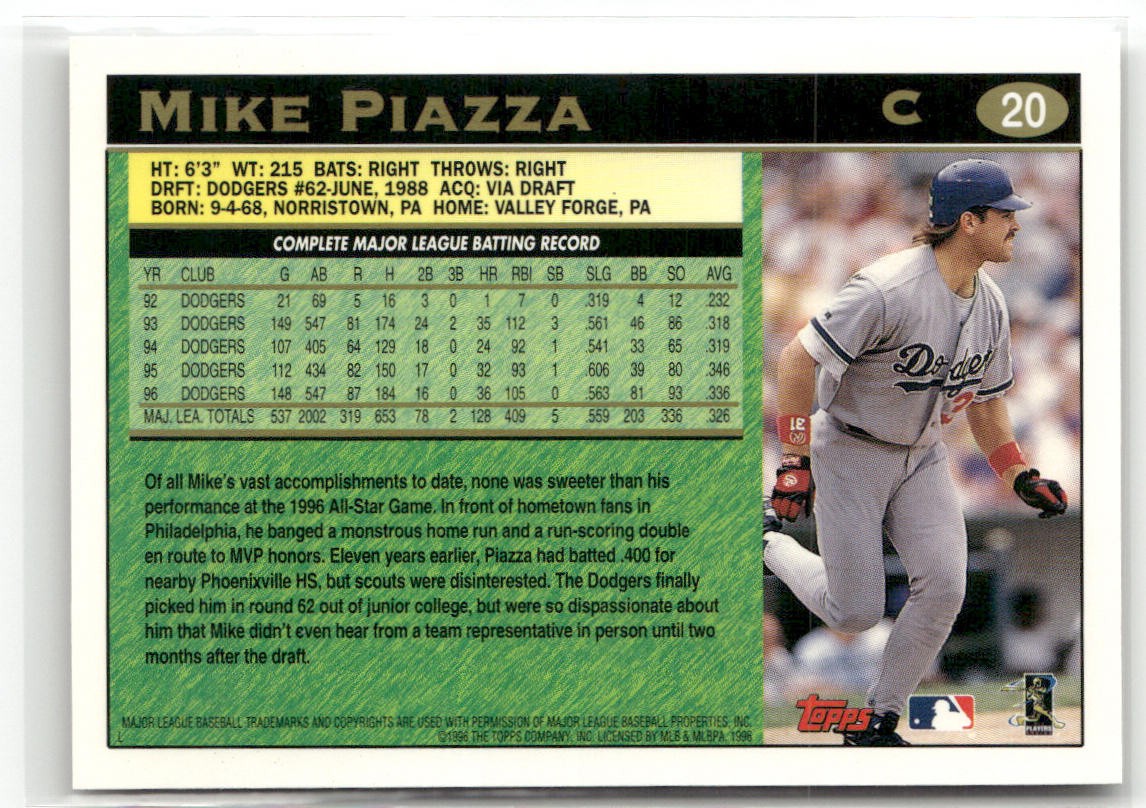 MIKE PIAZZA C 20
HT: 6'3" WT: 215 BATS: RIGHT THROWS: RIGHT
DRFT: DODGERS #62-JUNE, 1988 ACQ: VIA DRAFT
BORN: 9-4-68, NORRISTOWN, PA HOME: VALLEY FORGE, PA
COMPLETE MAJOR LEAGUE BATTING RECORD
YR CLUB G AB R H 2B 3B HR RBI SB SLG BB SO AVG
92 DODGERS 21 69 5 16 3 0 1 7 0 .319 4 12 .232
93 DODGERS 149 547 81 174 24 2 35 112 3 .561 46 86 .318
94 DODGERS 107 405 64 129 18 0 24 92 1 .541 33 65 .319
95 DODGERS 112 434 82 150 17 0 32 93 1 .606 39 80 .346
96 DODGERS 148 547 87 184 16 0 36 105 0 .563 81 93 .336
MAJ. LEA. TOTALS 537 2002 319 653 78 2 128 409 5 .559 203 336 .326
Of all Mike's vast accomplishments to date, none was sweeter than his
performance at the 1996 All-Star Game. In front of hometown fans in
Philadelphia, he banged a monstrous home run and a run-scoring double
en route to MVP honors. Eleven years earlier, Piazza had batted .400 for
nearby Phoenixville HS, but scouts were disinterested. The Dodgers finally
picked him in round 62 out of junior college, but were so dispassionate about
him that Mike didn't even hear from a team representative in person until two
months after the draft.
MAJOR LEAGUE BASEBALL TRADEMARKS AND COPYRIGHTS ARE USED WITH PERMISSION OF MAJOR LEAGUE BASEBALL PROPERTIES, INC.
L ©1996 THE TOPPS COMPANY, INC. LICENSED BY MLB & MLBPA, 1996
Dodgers
3
31
topps
PLAYERS